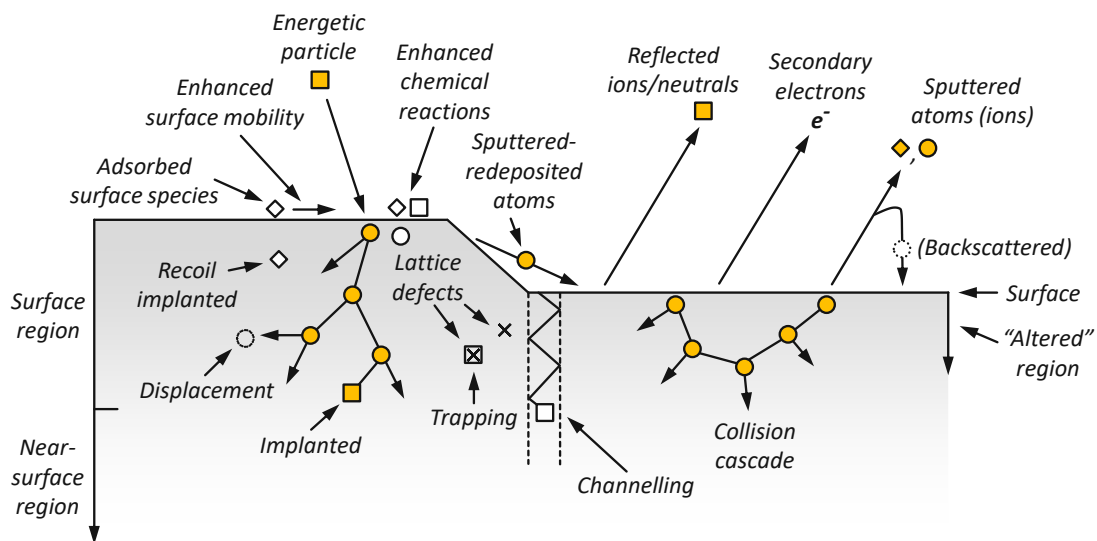 Energetic
particle
Enhanced
surface mobility
Adsorbed
surface species
Enhanced
chemical
reactions
Sputtered-
redeposited
atoms
Reflected
ions/neutrals
Secondary
electrons
e-
Sputtered
atoms (ions)
,
(Backscattered)
Recoil
implanted
Lattice
defects
Surface
region
Surface
"Altered"
region
Displacement
Implanted
Trapping
Collision
cascade
Near-
surface
region
Channelling